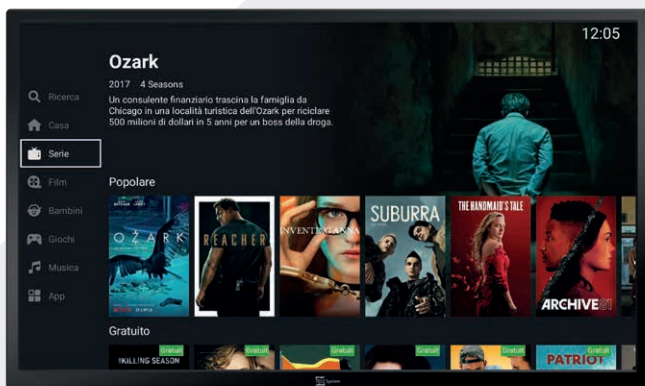 12:05
Ozark
2017 4 Seasons
Un consulente finanziario trascina la famiglia da
Chicago in una località turistica dell'Ozark per riciclare
500 milioni di dollari in 5 anni per un boss della droga.
Ricerca
Casa
Serie
Film
Bambini
Giochi
Musica
App
Popolare
OZARK
REACHER
INVENTING ANNA
SUBURRA
THE HANDMAID'S TALE
ARCHIVE 81
Gratuito
Gratuit
Gratuit
Gratuit
Gratuit
Gratuit
Gratuit
KILLING SEASON
PATRIOT
TELE System